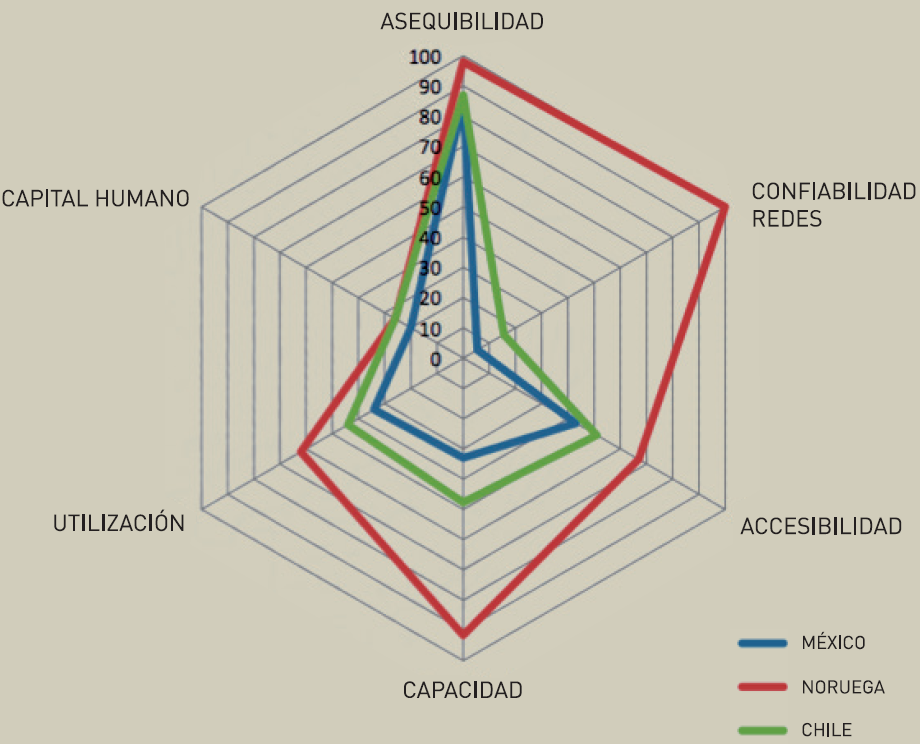 ASEQUIBILIDAD
100
90
80
70
60
50
40
30
20
10
0
CAPITAL HUMANO
CONFIABILIDAD
REDES
UTILIZACIÓN
ACCESIBILIDAD
CAPACIDAD
MÉXICO
NORUEGA
CHILE